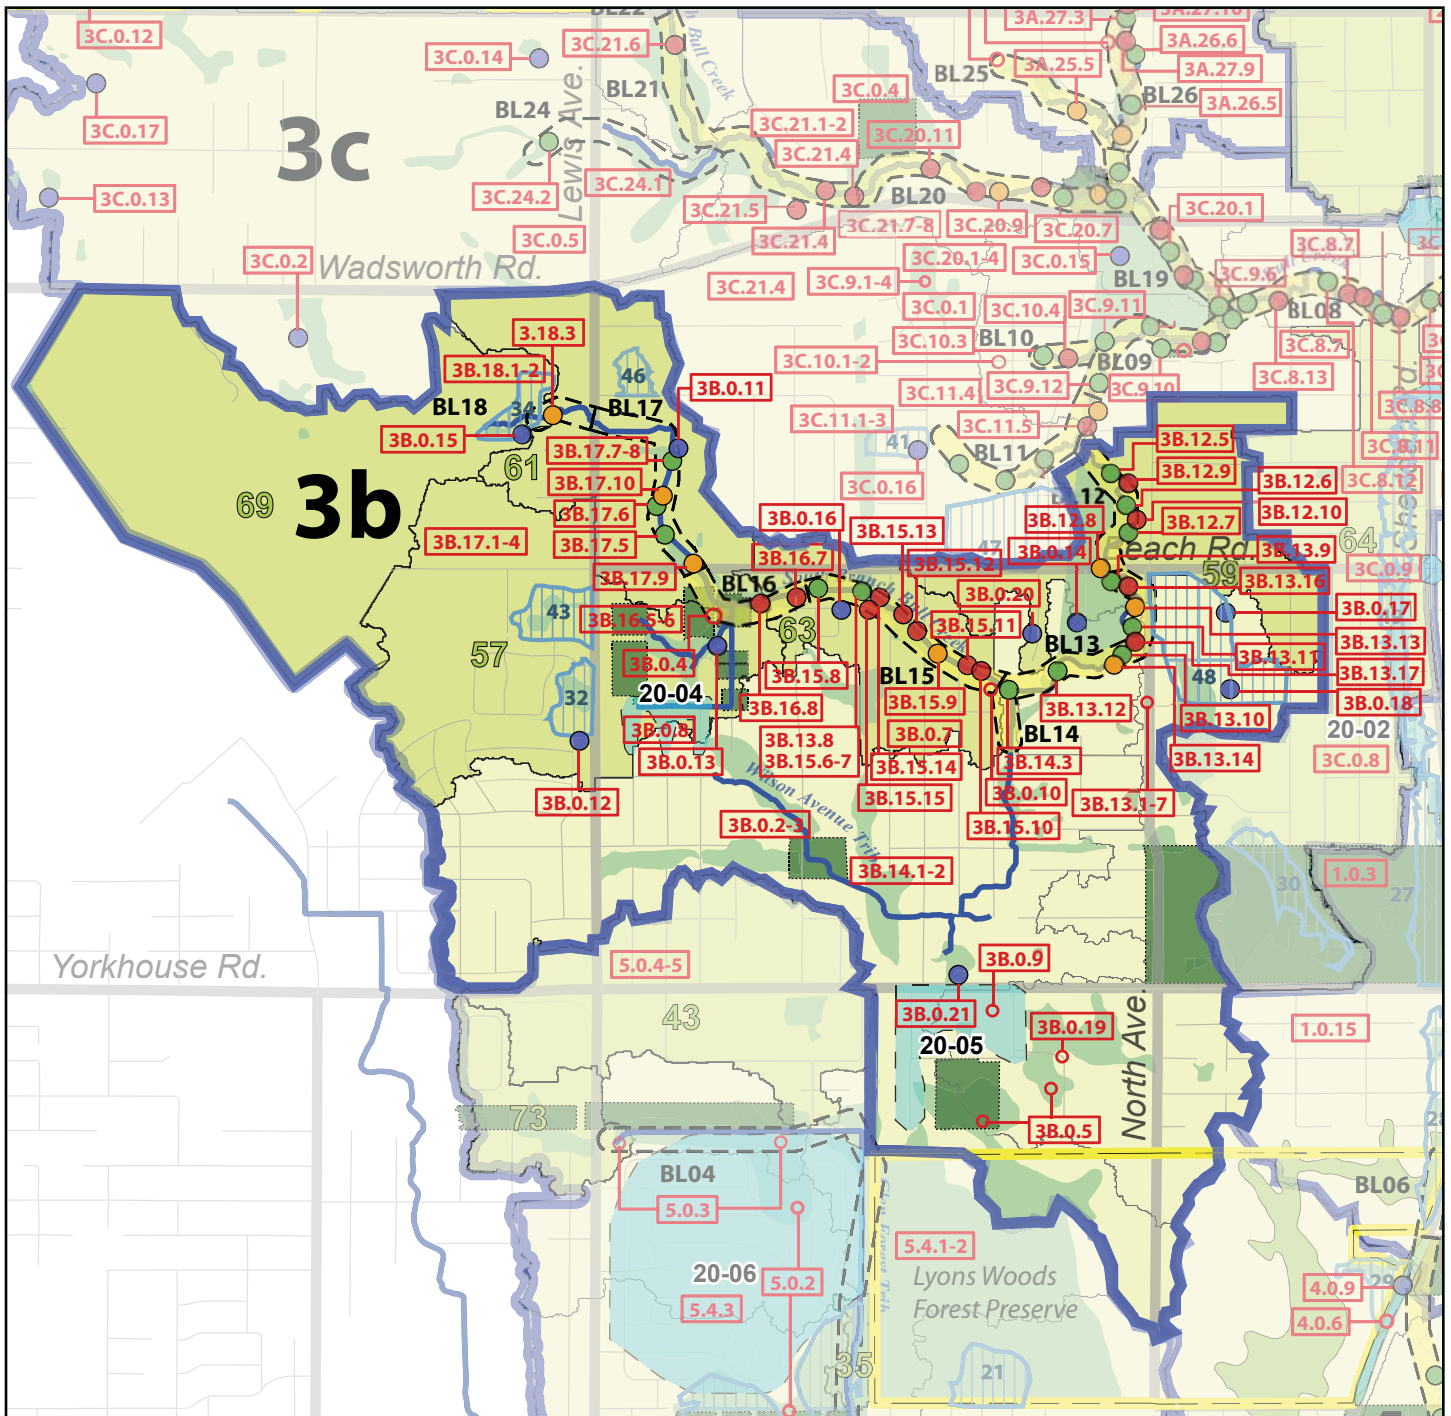 BL22
3A.27.3
3A.27.10
3C.0.12
3C.0.14
3C.21.6
3A.26.6
Bull Creek
BL25
3A.25.5
3A.27.9
BL21
3C.0.4
BL26
3A.26.5
BL24
3C.0.17
3C.21.1-2
3C.20.11
3c
3C.21.4
Lewis Ave.
3C.24.1
3C.0.13
3C.24.2
BL20
3C.21.5
3C.20.1
3C.21.7-8
3C.20.9
3C.20.7
3C.0.5
3C.21.4
3C.8.7
3C.0.2
Wadsworth Rd.
3C.20.1-4
3C.0.15
3C.9.6
BL19
3C.21.4
3C.9.1-4
3C.0.1
3C.10.4
3C.9.11
BL08
3.18.3
3C.10.3
BL10
3C.8.7
3B.18.1-2
3C.10.1-2
BL09
46
3B.0.11
3C.11.4
3C.9.12
3C.9.10
3C.8.13
BL18
34
BL17
3C.11.1-3
3C.11.5
3C.8.8
3B.0.15
41
3B.12.5
3C.8.11
3B.17.7-8
BL11
61
3B.12.9
3C.8.12
3B.17.10
3C.0.16
3B.12.6
69
3b
BL12
3B.17.6
3B.0.16
3B.12.8
3B.12.7
3B.12.10
3B.15.13
3B.17.1-4
3B.17.5
47
3B.0.14
Beach Rd.
3B.13.9
64
3B.16.7
3B.15.12
3B.17.9
BL16
59
3B.13.16
3C.0.9
3B.0.20
43
3B.0.17
3B.16.5-6
63
3B.15.11
57
3B.0.4
BL13
3B.13.11
3B.13.13
3B.15.8
BL15
48
3B.13.17
20-04
32
3B.16.8
3B.15.9
3B.13.12
3B.13.10
3B.0.18
3B.0.8
3B.0.7
BL14
20-02
3B.0.13
3B.13.8
3B.15.6-7
3B.15.14
3B.14.3
3B.13.14
3C.0.8
Wilson Avenue Trib
3B.0.12
3B.15.15
3B.0.10
3B.13.1-7
3B.0.2-3
3B.15.10
3B.14.1-2
30
1.0.3
27
Yorkhouse Rd.
5.0.4-5
3B.0.9
43
3B.0.21
3B.0.19
1.0.15
20-05
North Ave.
73
3B.0.5
BL04
BL06
5.0.3
5.4.1-2
20-06
5.0.2
Lyons Woods
Forest Preserve
29
4.0.9
5.4.3
4.0.6
35
21